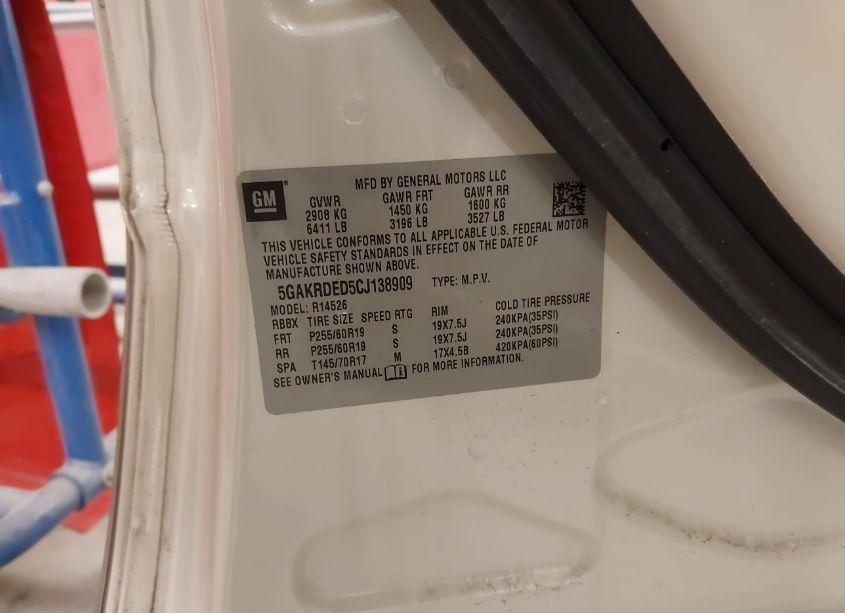 MFD BY GENERAL MOTORS LLC
GM
GVWR GAWR FRT GAWR RR
2908 KG 1450 KG 1600 KG
6411 LB 3196 LB 3527 LB
THIS VEHICLE CONFORMS TO ALL APPLICABLE U.S. FEDERAL MOTOR
VEHICLE SAFETY STANDARDS IN EFFECT ON THE DATE OF
MANUFACTURE SHOWN ABOVE.
5GAKRDED5CJ138909 TYPE: M.P.V.
MODEL: R14526
RBBX TIRE SIZE SPEED RTG RIM COLD TIRE PRESSURE
FRT P255/60R19 S 19X7.5J 240KPA(35PSI)
RR P255/60R19 S 19X7.5J 240KPA(35PSI)
SPA T145/70R17 M 17X4.5B 420KPA(60PSI)
SEE OWNER'S MANUAL FOR MORE INFORMATION.